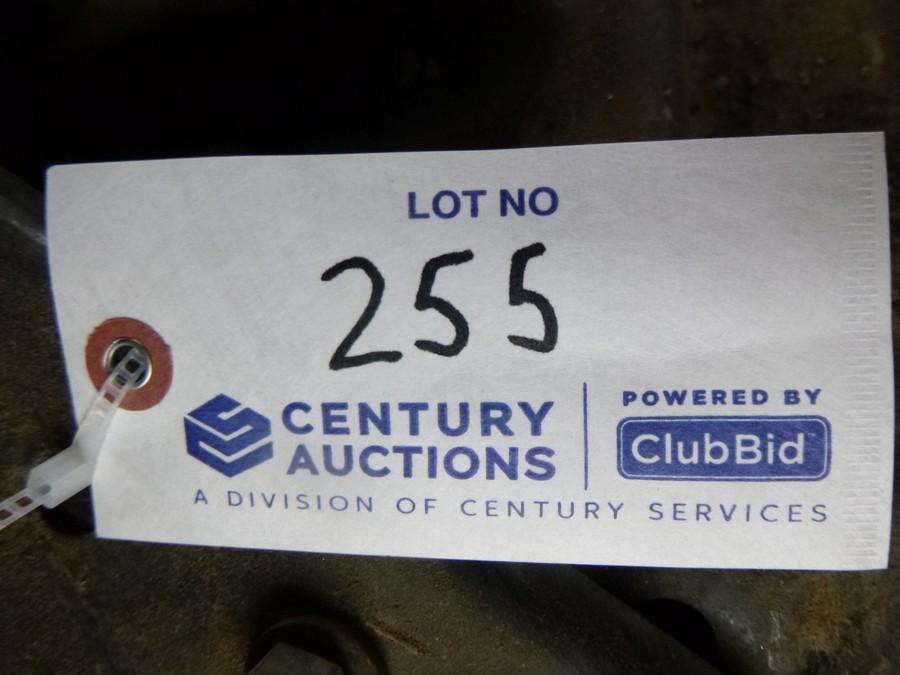 LOT NO
255
CENTURY
AUCTIONS
POWERED BY
ClubBid
A DIVISION OF CENTURY SERVICES